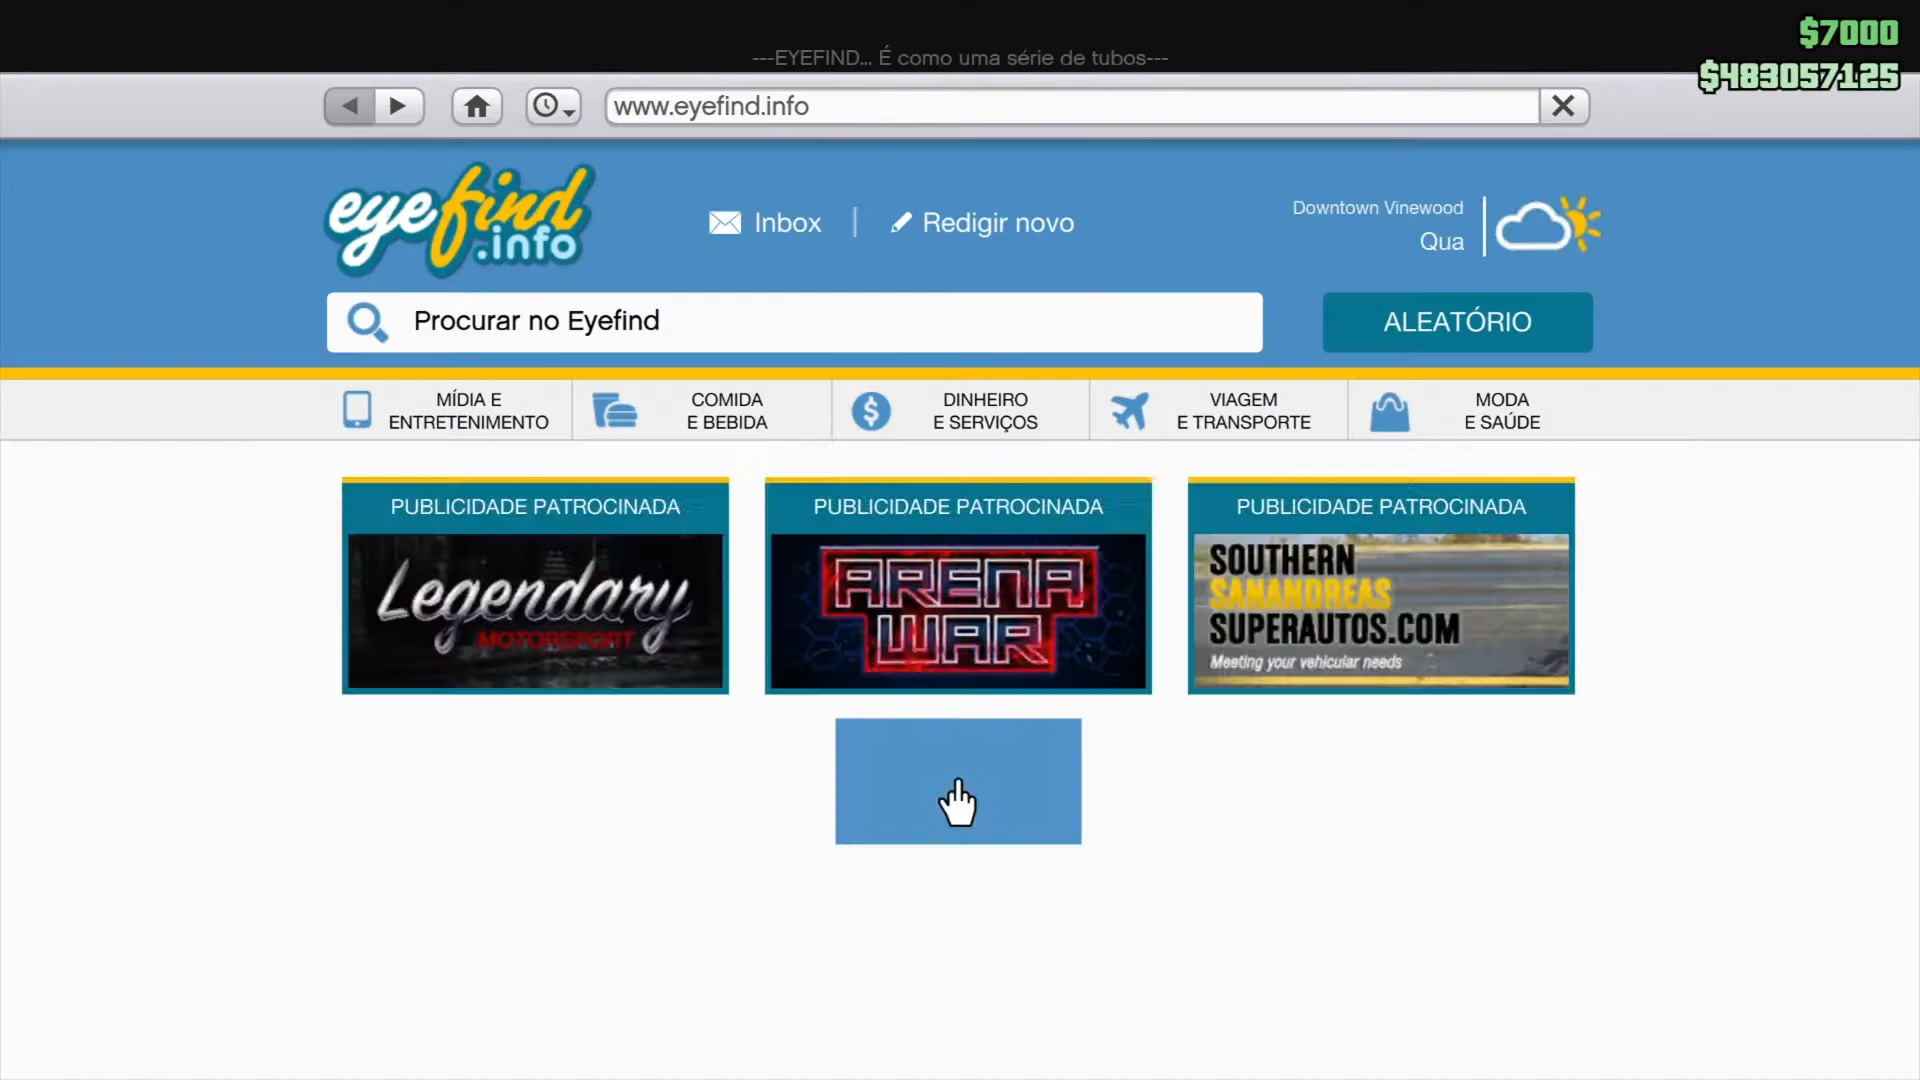 $7000
---EYEFIND... É como uma série de tubos---
$483057125
www.eyefind.info
eyefind
.info
Inbox
Redigir novo
Downtown Vinewood
Qua
Procurar no Eyefind
ALEATÓRIO
MÍDIA E
ENTRETENIMENTO
COMIDA
E BEBIDA
DINHEIRO
E SERVIÇOS
VIAGEM
E TRANSPORTE
MODA
E SAÚDE
PUBLICIDADE PATROCINADA
Legendary
MOTORSPORT
PUBLICIDADE PATROCINADA
ARENA
WAR
PUBLICIDADE PATROCINADA
SOUTHERN
SANANDREAS
SUPERAUTOS.COM
Meeting your vehicular needs